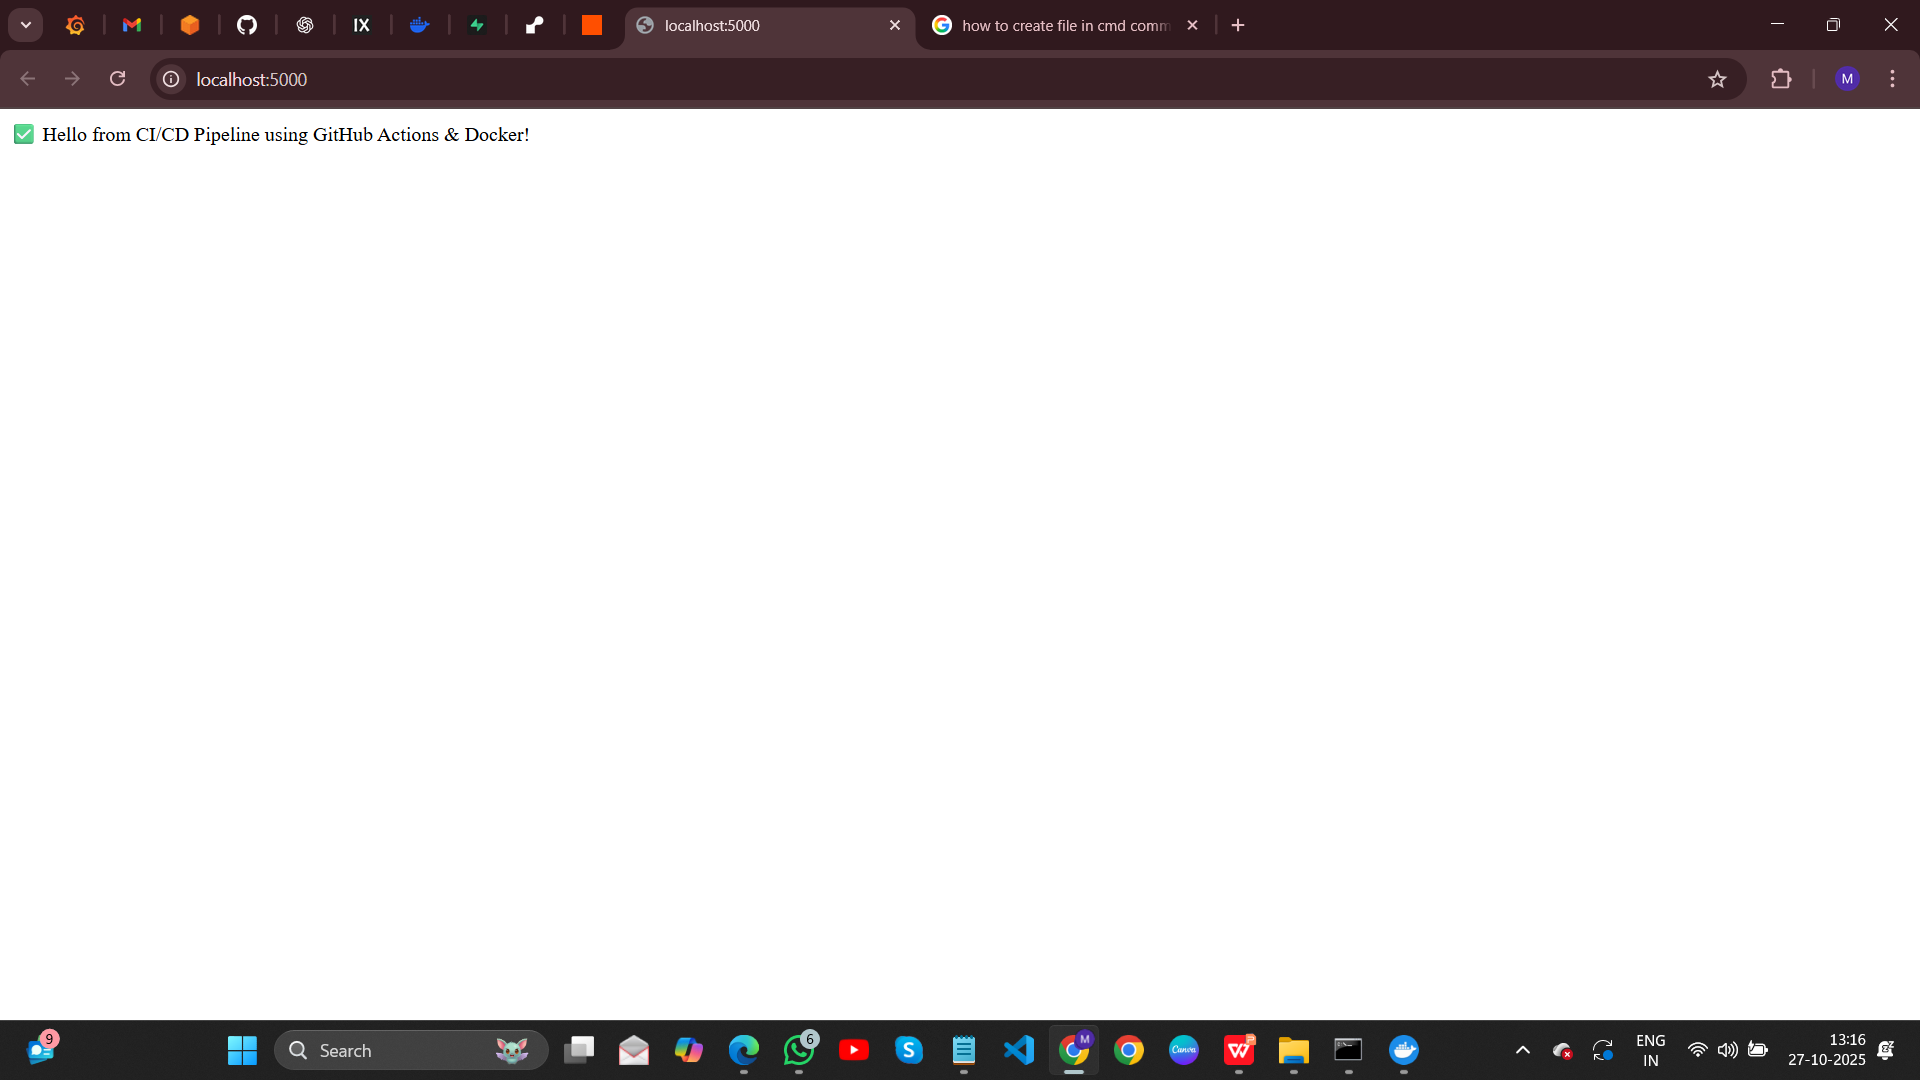 IX
localhost:5000
how to create file in cmd comm
localhost:5000
M
✅ Hello from CI/CD Pipeline using GitHub Actions & Docker!
9
Search
6
S
Canva
W
P
M
ENG
IN
13:16
27-10-2025